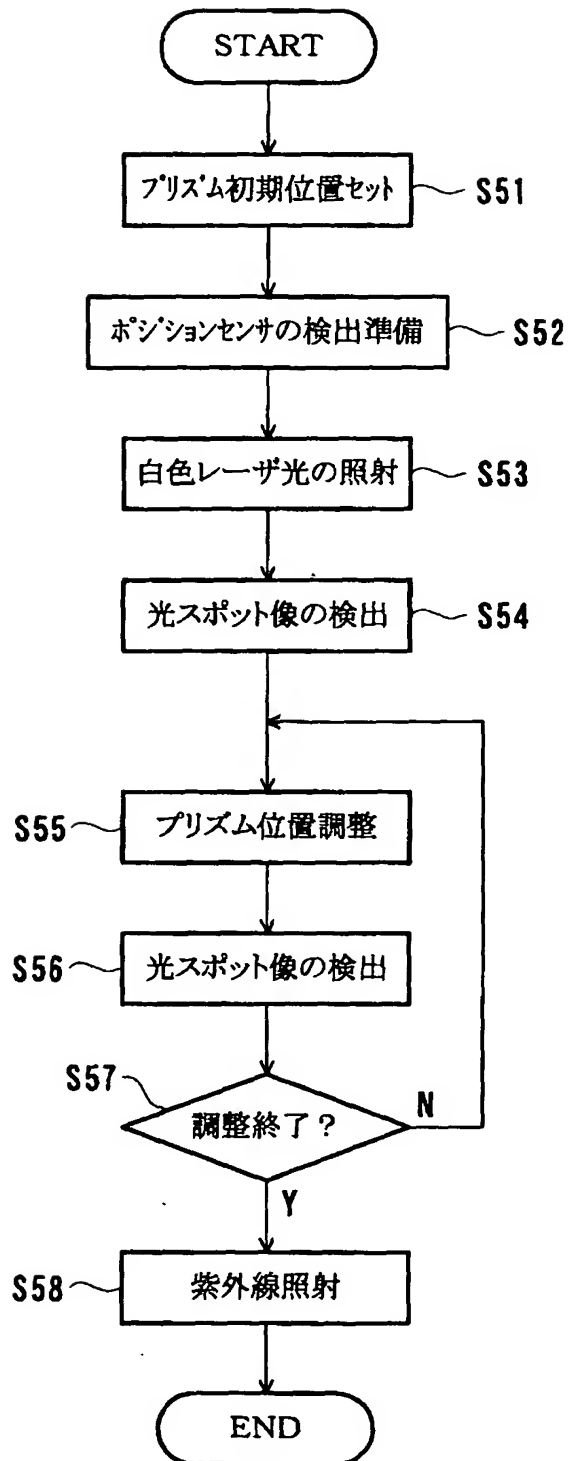 START
プリズム初期位置セット
S51
ポジションセンサの検出準備
S52
白色レーザ光の照射
S53
光スポット像の検出
S54
S55
プリズム位置調整
S56
光スポット像の検出
S57
調整終了？
N
Y
S58
紫外線照射
END